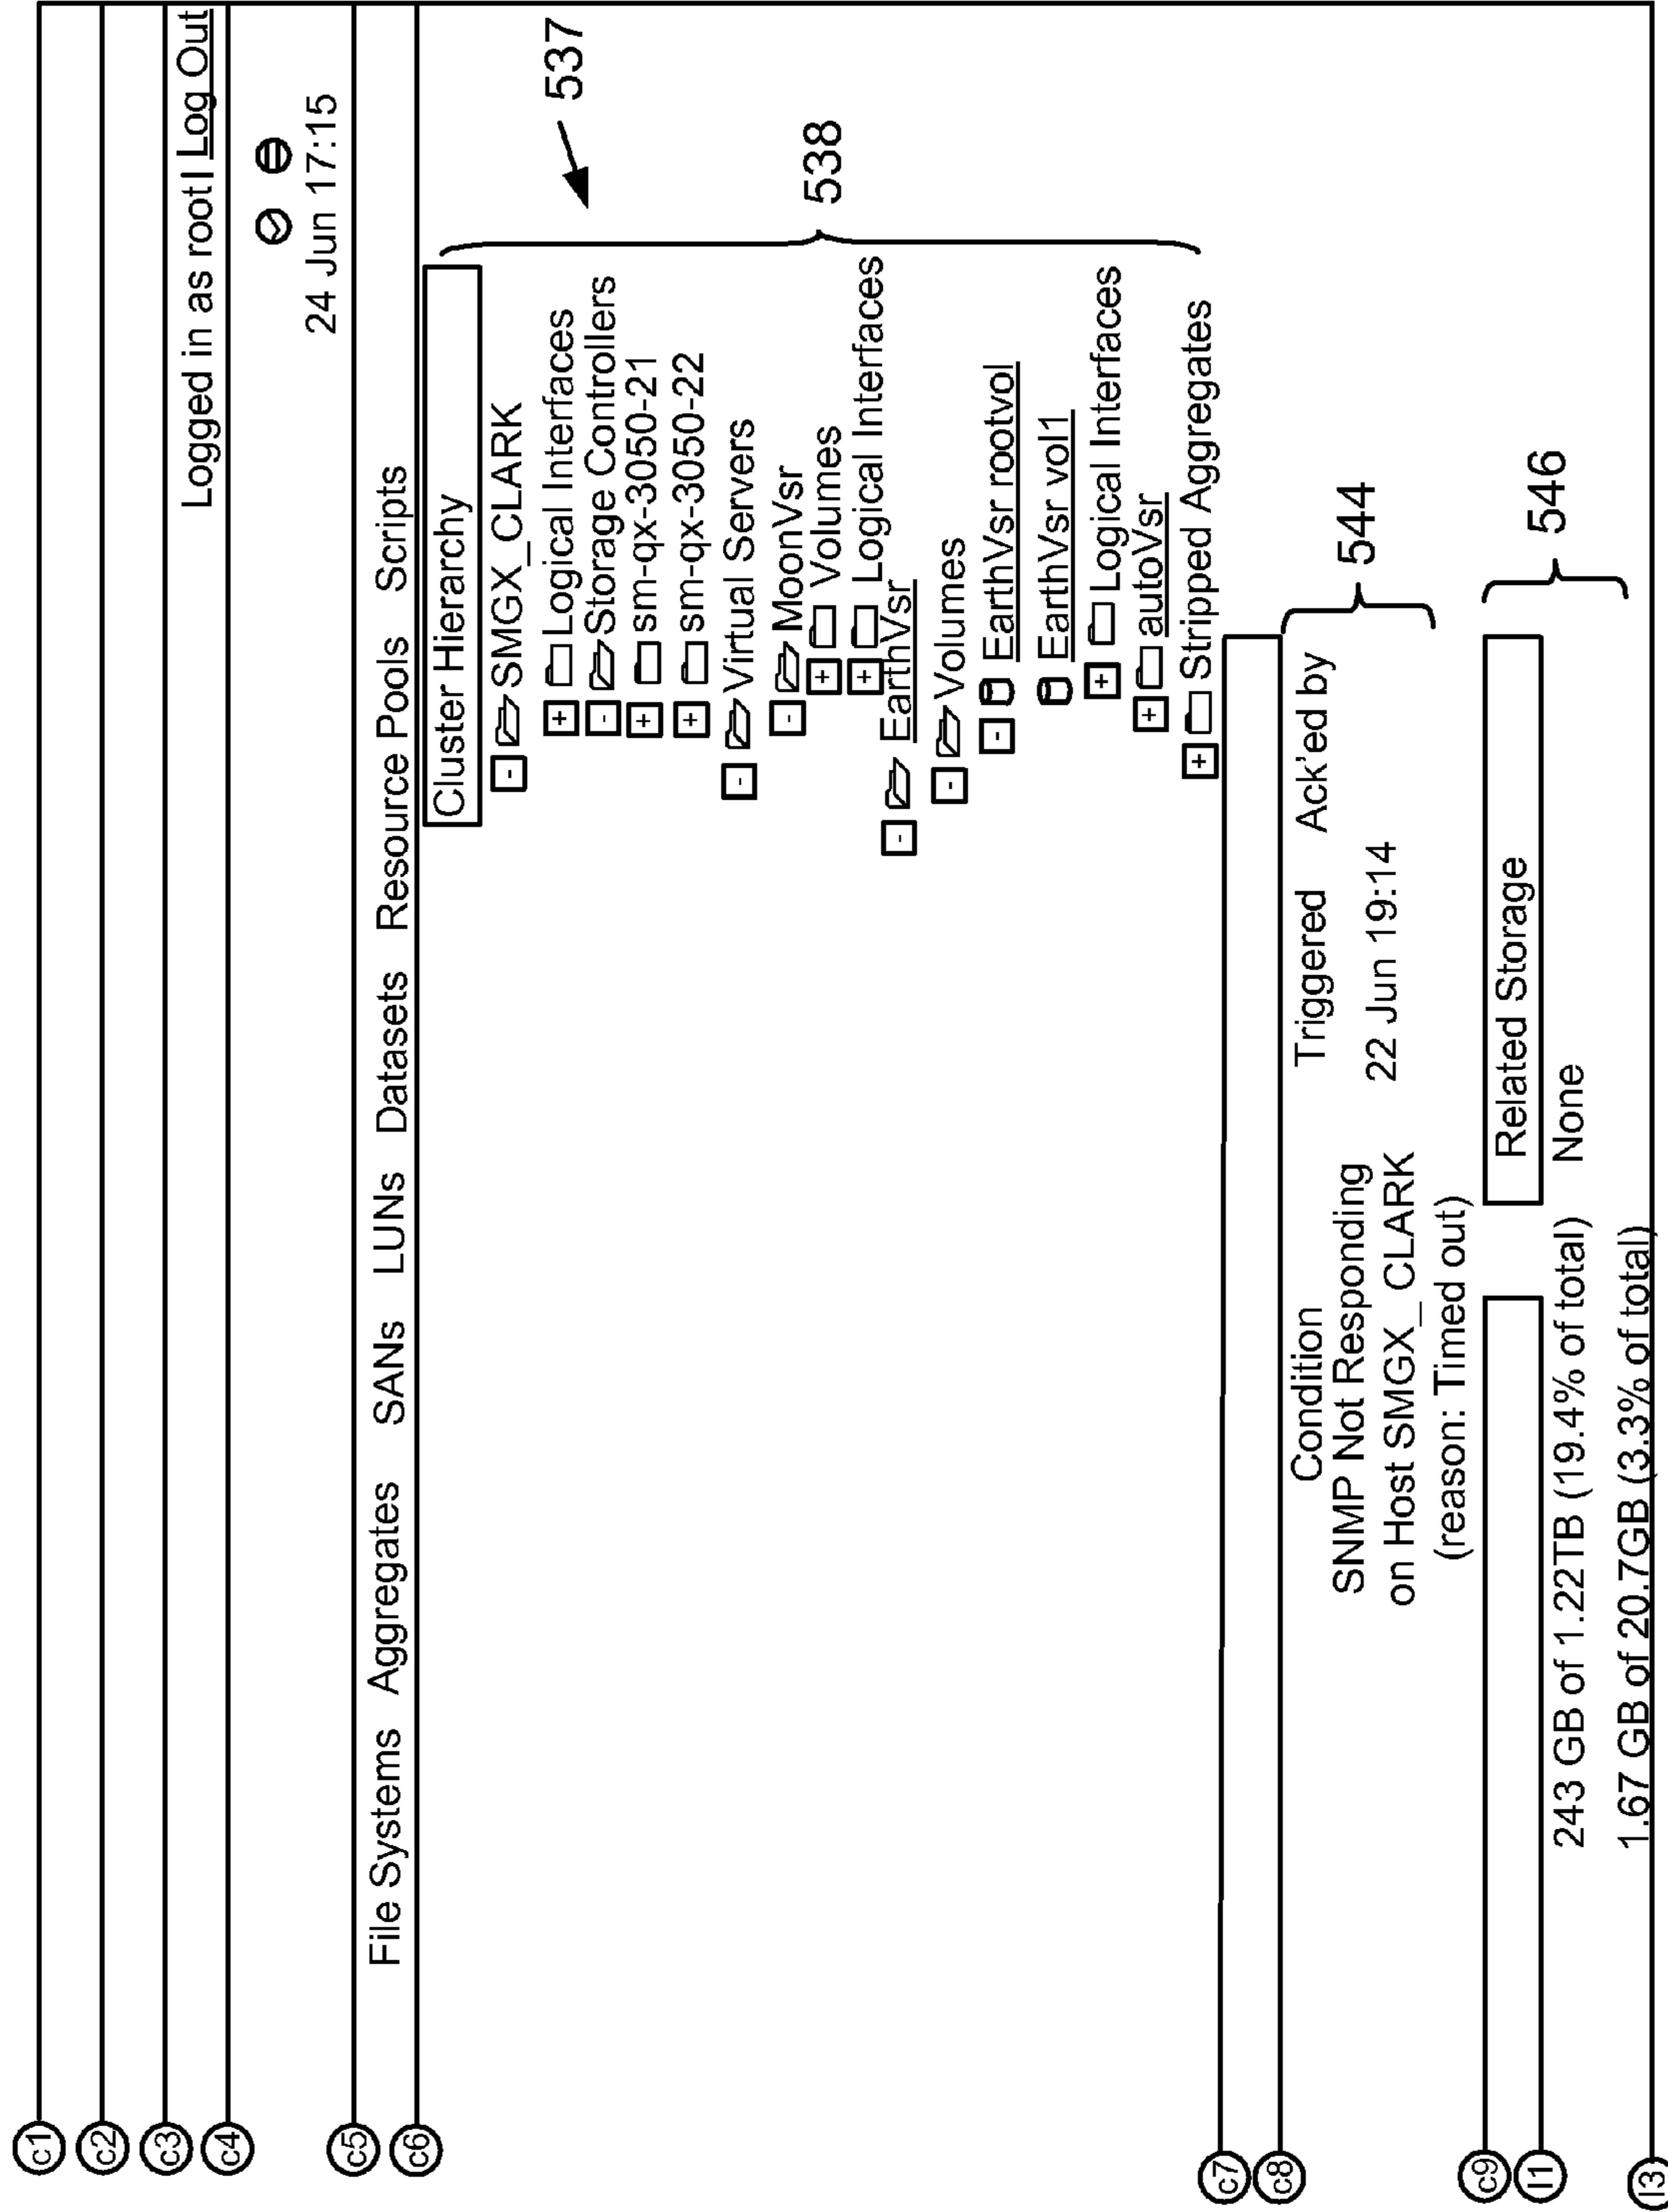 c1
c2
c3
Logged in as root | Log Out
c4
24 Jun 17:15
c5
File Systems Aggregates SANs LUNs Datasets Resource Pools Scripts
c6
Cluster Hierarchy
- SMGX_CLARK
537
+ Logical Interfaces
- Storage Controllers
+ sm-qx-3050-21
+ sm-qx-3050-22
- Virtual Servers
- MoonVsr
538
+ Volumes
+ Logical Interfaces
- EarthVsr
- Volumes
- EarthVsr rootvol
EarthVsr vol1
+ Logical Interfaces
+ autoVsr
+ Stripped Aggregates
c7
c8
Condition Triggered Ack'ed by
SNMP Not Responding 22 Jun 19:14 544
on Host SMGX_CLARK
(reason: Timed out)
c9
Related Storage
l1
546
243 GB of 1.22TB (19.4% of total) None
1.67 GB of 20.7GB (3.3% of total)
l3